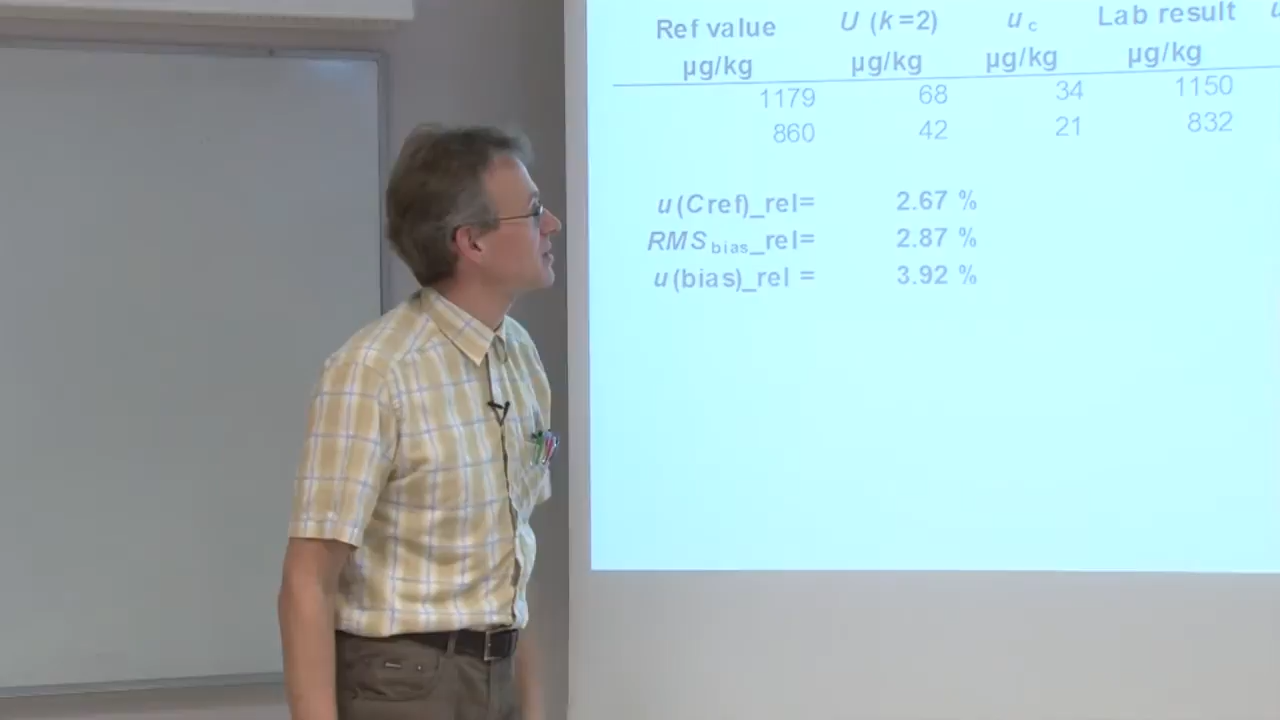 Ref value U (k=2) u c Lab result
µg/kg µg/kg µg/kg µg/kg
1179 68 34 1150
860 42 21 832
u(Cref)_rel= 2.67 %
RMS bias_rel= 2.87 %
u(bias)_rel = 3.92 %